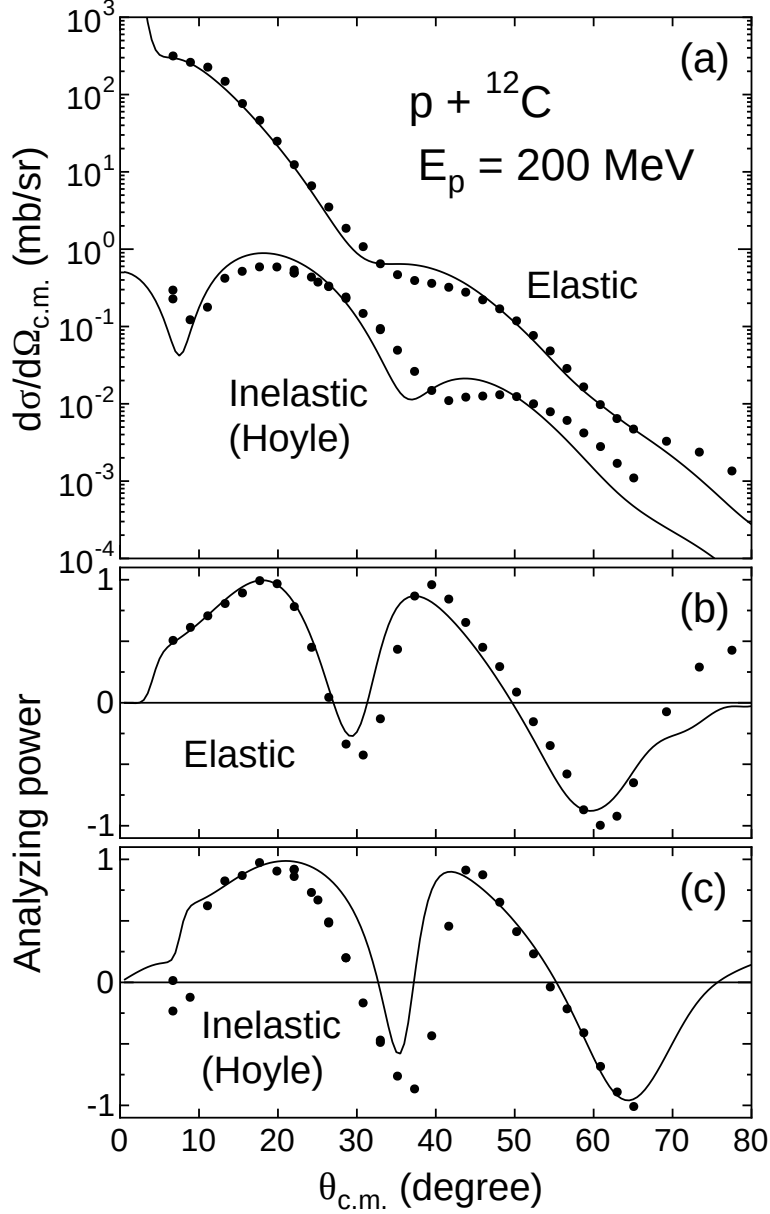 10³
10²
10¹
10⁰
10⁻¹
10⁻²
10⁻³
10⁻⁴
dσ/dΩc.m. (mb/sr)
(a)
p + ¹²C
Ep = 200 MeV
Elastic
Inelastic
(Hoyle)
1
0
-1
(b)
Elastic
Analyzing power
1
0
-1
(c)
Inelastic
(Hoyle)
0 10 20 30 40 50 60 70 80
θc.m. (degree)